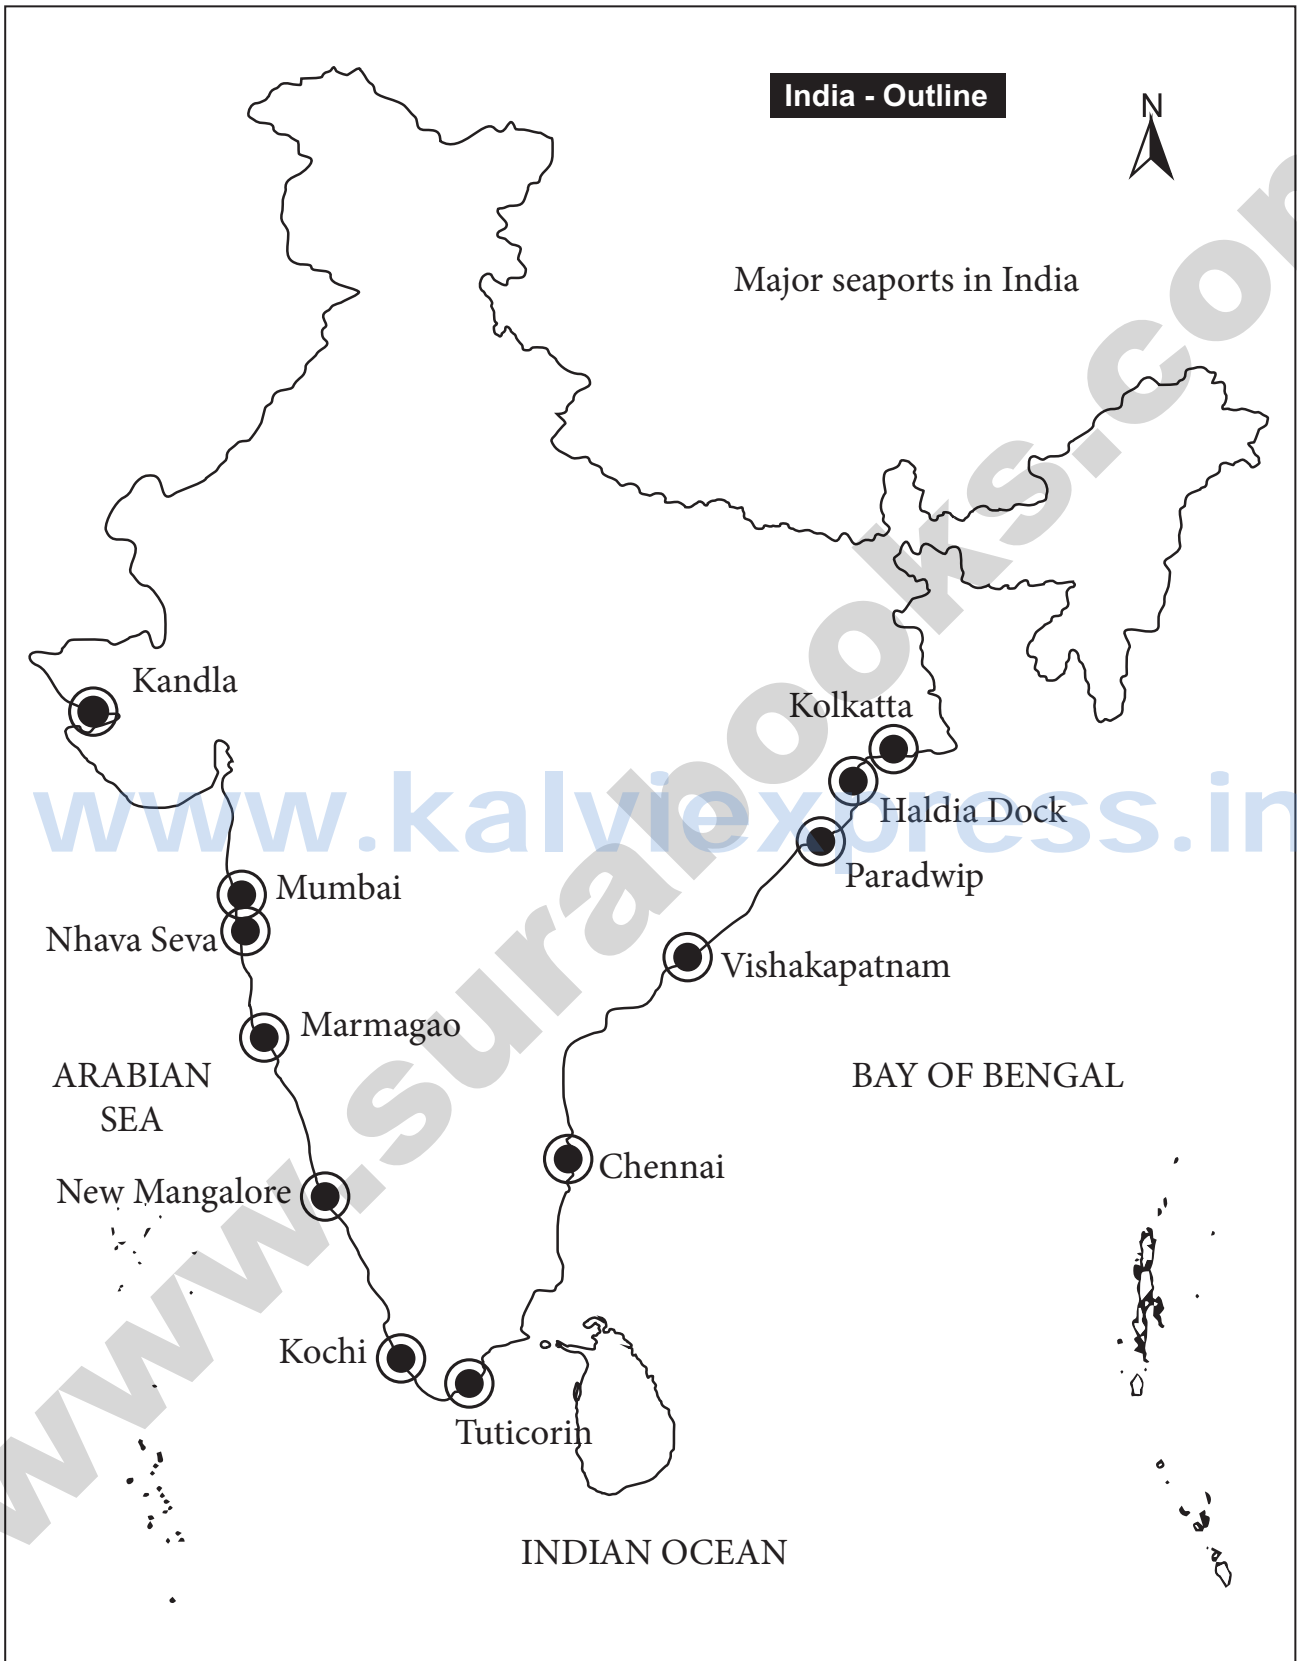 India - Outline
N
Major seaports in India
Kandla
Kolkatta
Haldia Dock
Paradwip
Mumbai
Nhava Seva
Vishakapatnam
Marmagao
ARABIAN
SEA
BAY OF BENGAL
Chennai
New Mangalore
Kochi
Tuticorin
INDIAN OCEAN
www.kalviexpress.in
www.surabooks.com